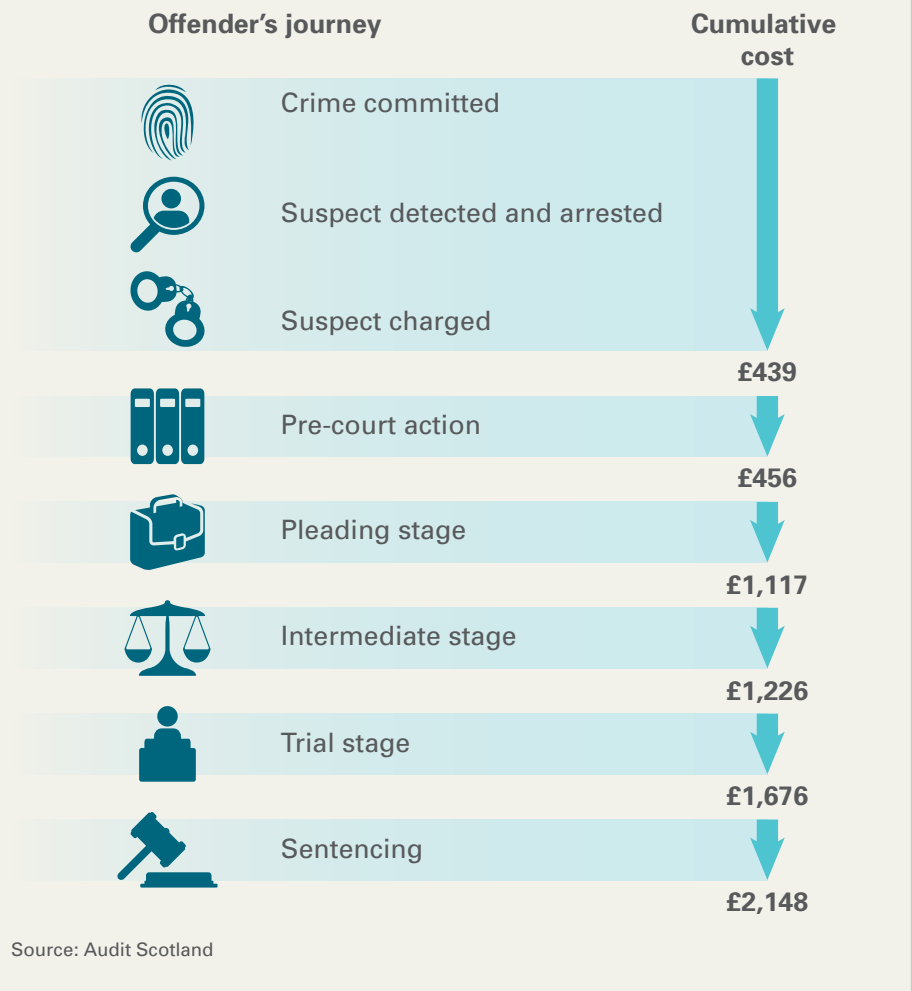 Offender’s journey
Cumulative
cost
Crime committed
Suspect detected and arrested
Suspect charged
£439
Pre-court action
£456
Pleading stage
£1,117
Intermediate stage
£1,226
Trial stage
£1,676
Sentencing
£2,148
Source: Audit Scotland